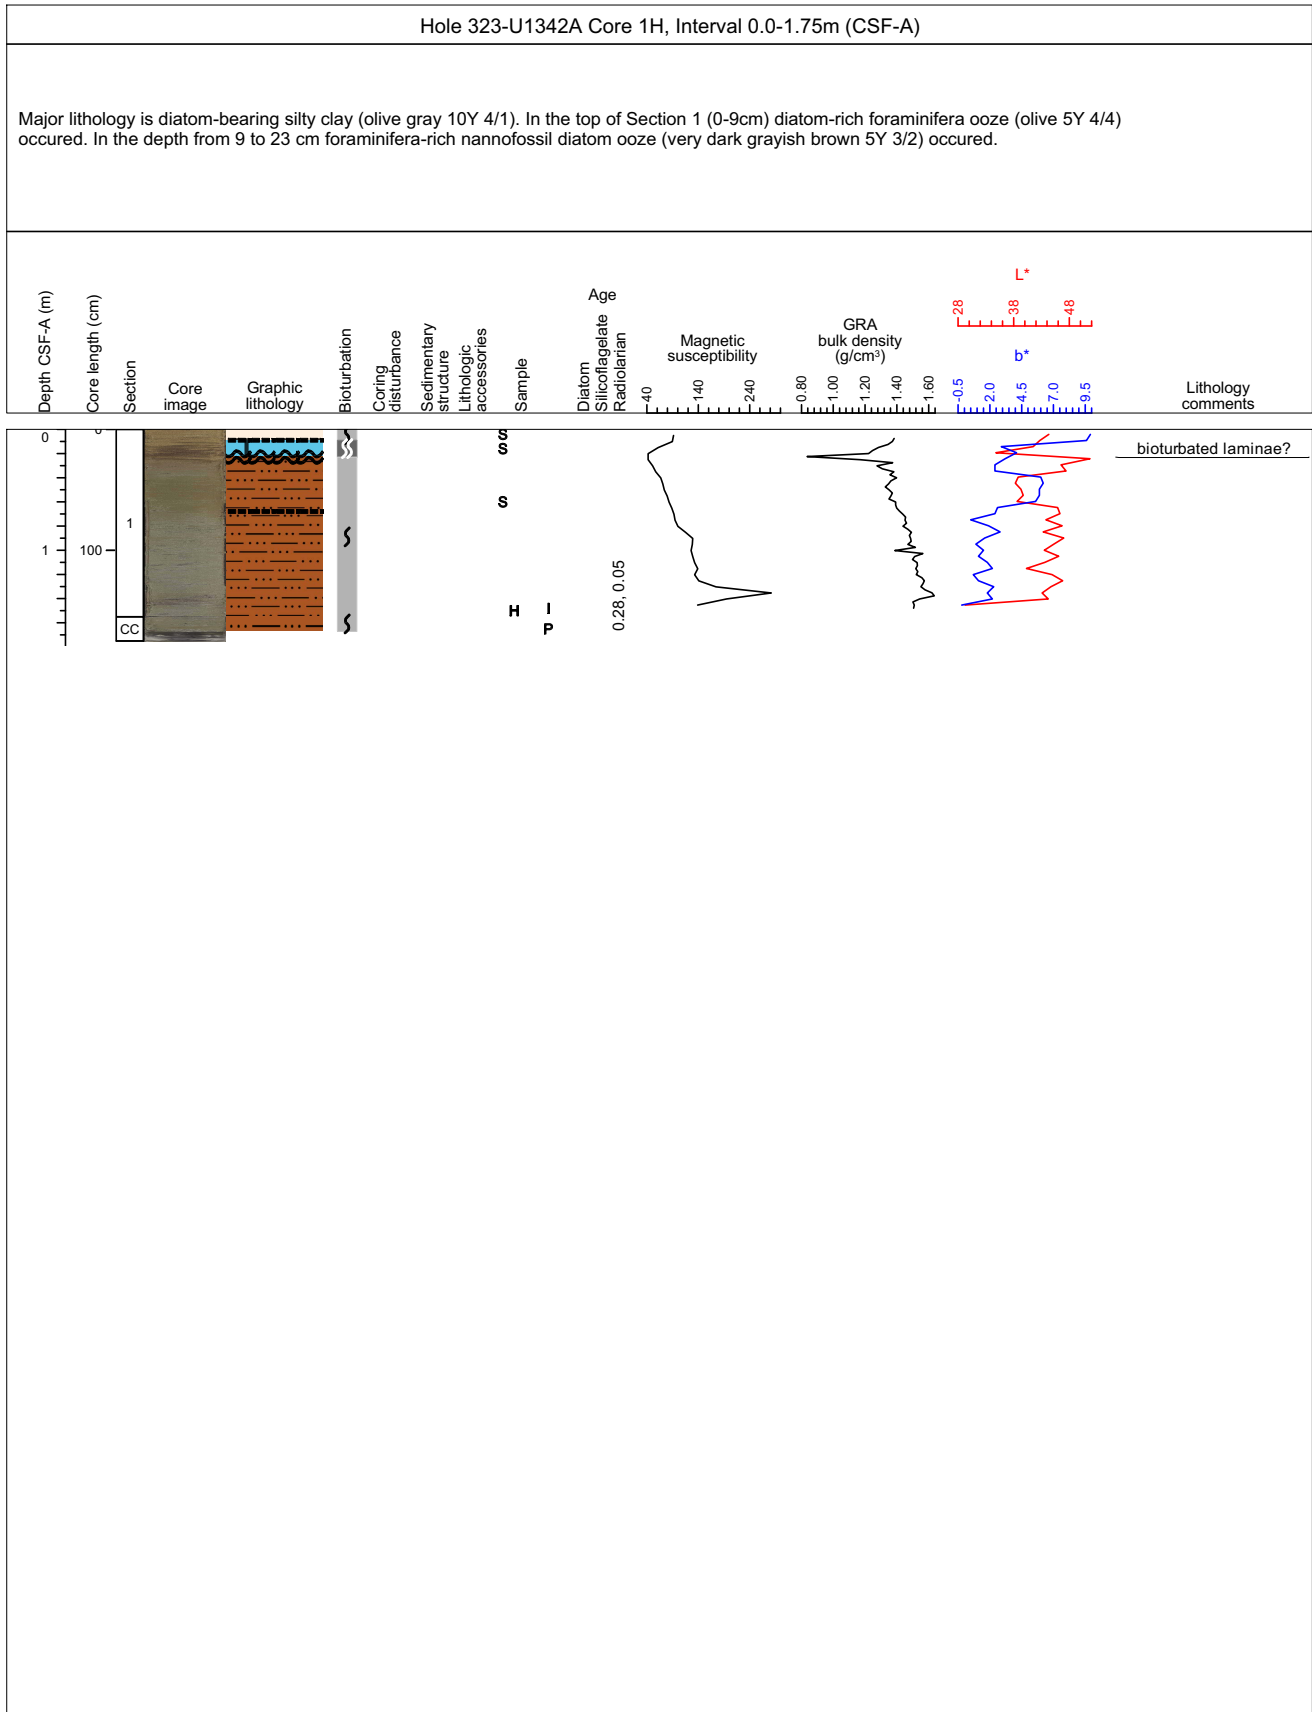 Hole 323-U1342A Core 1H, Interval 0.0-1.75m (CSF-A)
Major lithology is diatom-bearing silty clay (olive gray 10Y 4/1). In the top of Section 1 (0-9cm) diatom-rich foraminifera ooze (olive 5Y 4/4)
occured. In the depth from 9 to 23 cm foraminifera-rich nannofossil diatom ooze (very dark grayish brown 5Y 3/2) occured.
Depth CSF-A (m)
Core length (cm)
Section
Core
image
Graphic
lithology
Bioturbation
Coring
disturbance
Sedimentary
structure
Lithologic
accessories
Sample
Age
Diatom
Silicoflagelate
Radiolarian
Magnetic
susceptibility
40 140 240
GRA
bulk density
(g/cm³)
0.80 1.00 1.20 1.40 1.60
L*
28 38 48
b*
-0.5 2.0 4.5 7.0 9.5
Lithology
comments
0 0 S
S bioturbated laminae?
S
1
1 100
0.28, 0.05
H I
CC P